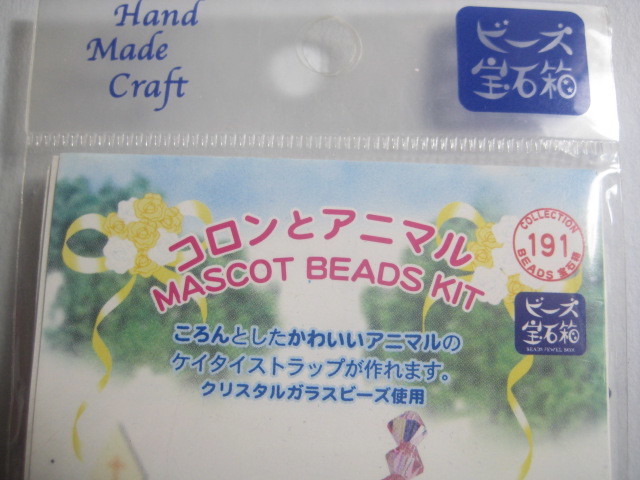 Hand
Made
Craft
ビーズ
宝石箱
コロンとアニマル
MASCOT BEADS KIT
COLLECTION
191
BEADS 宝石箱
ビーズ
宝石箱
ころんとしたかわいいアニマルの
ケイタイストラップが作れます。
クリスタルガラスビーズ使用